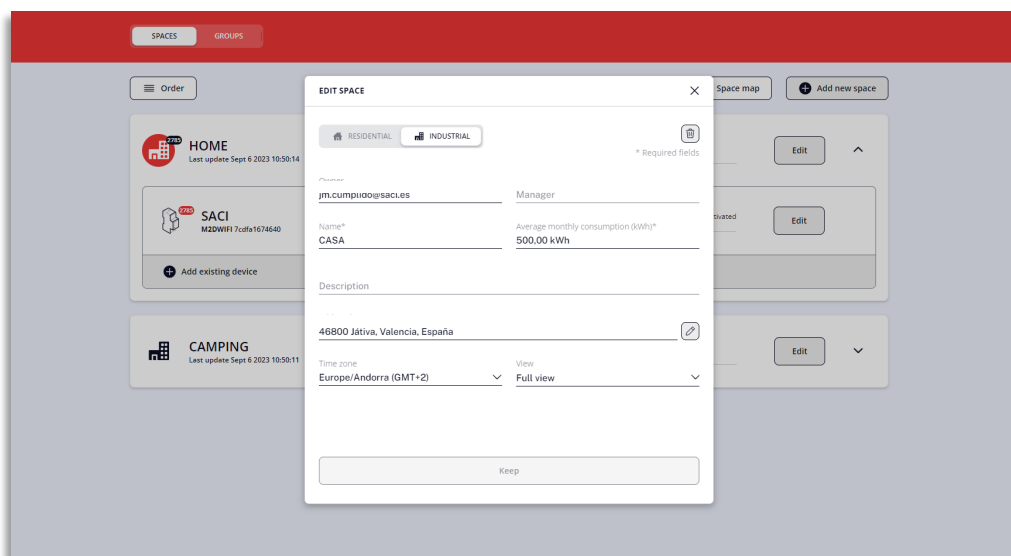 SPACES GROUPS
Order
Space map
Add new space
EDIT SPACE
RESIDENTIAL INDUSTRIAL
* Required fields
jm.cumplido@saci.es
Manager
Name*
CASA
Average monthly consumption (kWh)*
500,00 kWh
Description
46800 Játiva, Valencia, España
Time zone
Europe/Andorra (GMT+2)
View
Full view
Keep
2785
HOME
Last update Sept 6 2023 10:50:14
Edit
2785
SACI
M2DWIFI 7cdfa1674640
Edit
Add existing device
CAMPING
Last update Sept 6 2023 10:50:11
Edit